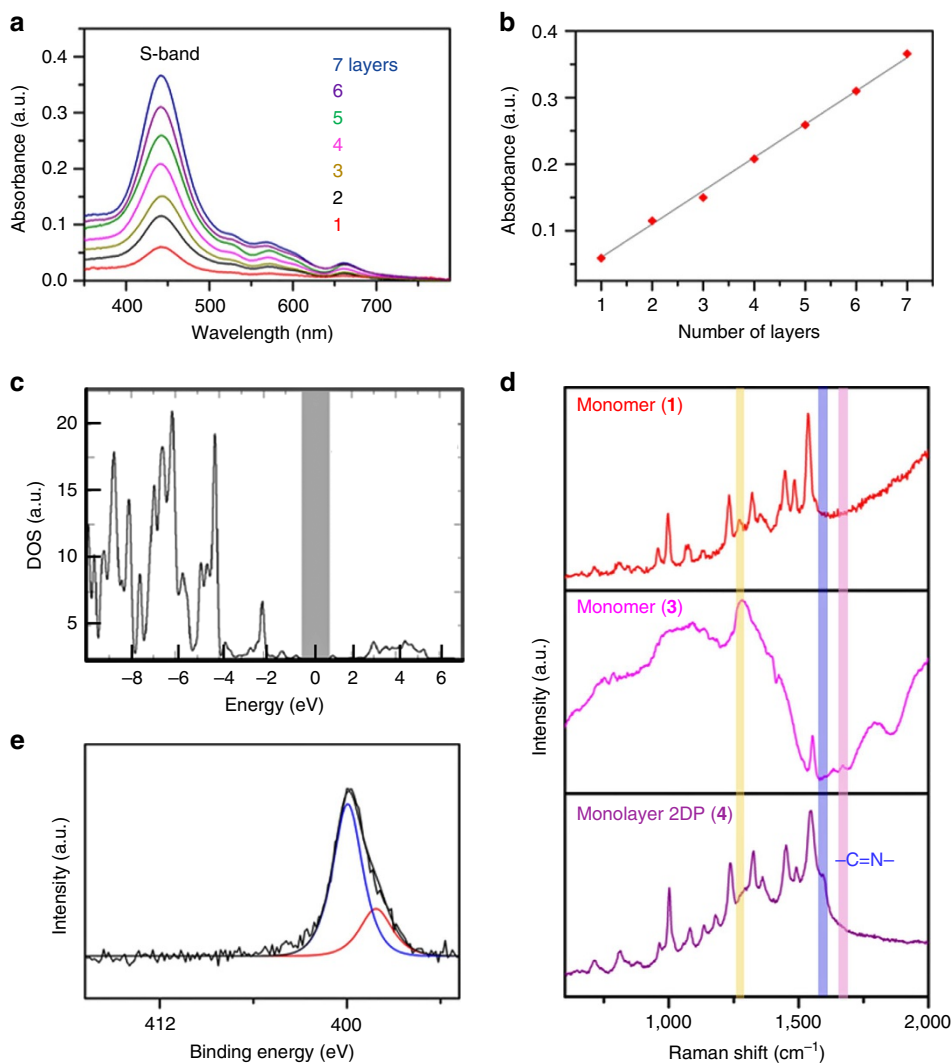 a
S-band
7 layers
6
5
4
3
2
1
0.4
0.3
0.2
0.1
0.0
Absorbance (a.u.)
400
500
600
700
Wavelength (nm)
b
0.4
0.3
0.2
0.1
Absorbance (a.u.)
1
2
3
4
5
6
7
Number of layers
c
20
15
10
5
DOS (a.u.)
−8
−6
−4
−2
0
2
4
6
Energy (eV)
d
Monomer (1)
Monomer (3)
Monolayer 2DP (4)
–C=N–
Intensity (a.u.)
1,000
1,500
2,000
Raman shift (cm–1)
e
Intensity (a.u.)
412
400
Binding energy (eV)